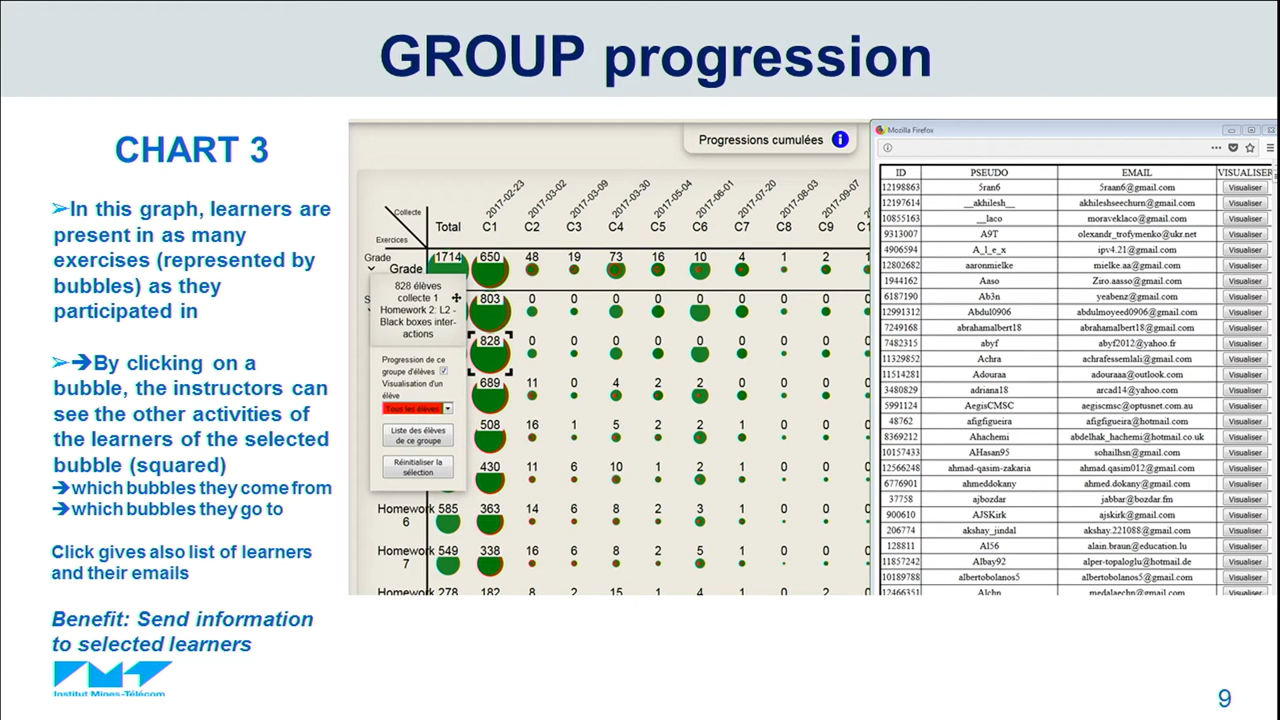 GROUP progression
CHART 3
➢In this graph, learners are
present in as many
exercises (represented by
bubbles) as they
participated in
➢➔By clicking on a
bubble, the instructors can
see the other activities of
the learners of the selected
bubble (squared)
➔which bubbles they come from
➔which bubbles they go to
Click gives also list of learners
and their emails
Benefit: Send information
to selected learners
Institut Mines-Télécom
Progressions cumulées i
Collecte
Exercices
2017-02-23 2017-03-02 2017-03-09 2017-03-30 2017-05-04 2017-06-01 2017-07-20 2017-08-03 2017-09-07
Total C1 C2 C3 C4 C5 C6 C7 C8 C9
Grade
Grade 1714 650 48 19 73 16 10 4 1 2
803 0 0 0 0 0 0 0 0
828 0 0 0 0 0 0 0 0
689 11 0 4 2 2 0 0 0
508 16 1 5 2 2 1 0 0
430 11 6 10 1 2 1 0 0
Homework 6 585 363 14 6 8 2 3 1 0 0
Homework 7 549 338 16 6 8 2 5 1 0 0
Homework 278 182 8 2 15 1 4 0 0
828 élèves
collecte 1
Homework 2: L2 -
Black boxes inter-
actions
Progression de ce
groupe d'élèves
Visualisation d'un
élève
Tous les élèves
Liste des élèves
de ce groupe
Réinitialiser la
sélection
Mozilla Firefox
ID PSEUDO EMAIL VISUALISER
12198863 5ran6 5raan6@gmail.com Visualiser
12197614 __akhilesh__ akhileshseechurn@gmail.com Visualiser
10855163 __laco moraveklaco@gmail.com Visualiser
9313007 A9T olexandr_trofymenko@ukr.net Visualiser
4906594 A_l_e_x ipv4.21@gmail.com Visualiser
12802682 aaronmielke mielke.aa@gmail.com Visualiser
1944162 Aaso Ziro.aasso@gmail.com Visualiser
6187190 Ab3n yeabenz@gmail.com Visualiser
12991312 Abdul0906 abdulmoyeed0906@gmail.com Visualiser
7249168 abrahamalbert18 abrahamalbert18@gmail.com Visualiser
7482315 abyf abyf2012@yahoo.fr Visualiser
11329852 Achra achrafessemlali@gmail.com Visualiser
11514281 Adouraa adouraaa@outlook.com Visualiser
3480829 adriana18 arcad14@yahoo.com Visualiser
5991124 AegisCMSC aegiscmsc@optusnet.com.au Visualiser
48762 afigfigueira afigfigueira@hotmail.com Visualiser
8369212 Ahachemi abdelhak_hachemi@hotmail.co.uk Visualiser
10157433 AHasan95 sohailhsn@gmail.com Visualiser
12566248 ahmad-qasim-zakaria ahmad.qasim012@gmail.com Visualiser
6776901 ahmeddokany ahmed.dokany@gmail.com Visualiser
37758 ajbozdar jabbar@bozdar.fm Visualiser
900610 AJSKirk ajskirk@gmail.com Visualiser
206774 akshay_jindal akshay.221088@gmail.com Visualiser
128811 Al56 alain.braun@education.lu Visualiser
11857242 Albay92 alper-topaloglu@hotmail.de Visualiser
10189788 albertobolanos5 albertobolanos5@gmail.com Visualiser
9